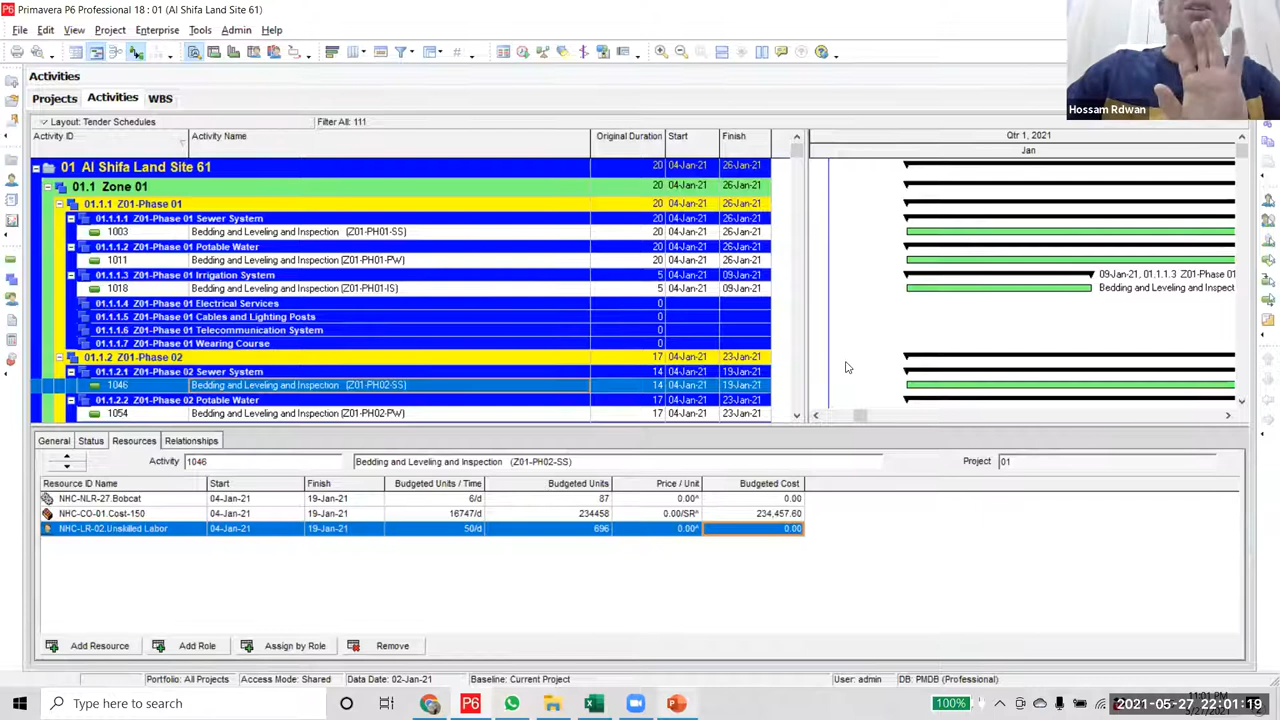 Primavera P6 Professional 18 : 01 (Al Shifa Land Site 61)
File Edit View Project Enterprise Tools Admin Help
Activities
Hossam Rdwan
Projects Activities WBS
Layout: Tender Schedules Filter All: 111
Activity ID Activity Name Original Duration Start Finish Qtr 1, 2021
Jan
01 Al Shifa Land Site 61 20 04-Jan-21 26-Jan-21
01.1 Zone 01 20 04-Jan-21 26-Jan-21
01.1.1 Z01-Phase 01 20 04-Jan-21 26-Jan-21
01.1.1.1 Z01-Phase 01 Sewer System 20 04-Jan-21 26-Jan-21
1003 Bedding and Leveling and Inspection (Z01-PH01-SS) 20 04-Jan-21 26-Jan-21
01.1.1.2 Z01-Phase 01 Potable Water 20 04-Jan-21 26-Jan-21
1011 Bedding and Leveling and Inspection (Z01-PH01-PW) 20 04-Jan-21 26-Jan-21
01.1.1.3 Z01-Phase 01 Irrigation System 5 04-Jan-21 09-Jan-21 09-Jan-21, 01.1.1.3 Z01-Phase 01
1018 Bedding and Leveling and Inspection (Z01-PH01-IS) 5 04-Jan-21 09-Jan-21 Bedding and Leveling and Inspect
01.1.1.4 Z01-Phase 01 Electrical Services 0
01.1.1.5 Z01-Phase 01 Cables and Lighting Posts 0
01.1.1.6 Z01-Phase 01 Telecommunication System 0
01.1.1.7 Z01-Phase 01 Wearing Course 0
01.1.2 Z01-Phase 02 17 04-Jan-21 23-Jan-21
01.1.2.1 Z01-Phase 02 Sewer System 14 04-Jan-21 19-Jan-21
1046 Bedding and Leveling and Inspection (Z01-PH02-SS) 14 04-Jan-21 19-Jan-21
01.1.2.2 Z01-Phase 02 Potable Water 17 04-Jan-21 23-Jan-21
1054 Bedding and Leveling and Inspection (Z01-PH02-PW) 17 04-Jan-21 23-Jan-21
General Status Resources Relationships
Activity 1046 Bedding and Leveling and Inspection (Z01-PH02-SS) Project 01
Resource ID Name Start Finish Budgeted Units / Time Budgeted Units Price / Unit Budgeted Cost
NHC-NLR-27.Bobcat 04-Jan-21 19-Jan-21 6/d 87 0.00^ 0.00
NHC-CO-01.Cost-150 04-Jan-21 19-Jan-21 16747/d 234458 0.00/SR^ 234,457.60
NHC-LR-02.Unskilled Labor 04-Jan-21 19-Jan-21 50/d 696 0.00^ 0.00
Add Resource Add Role Assign by Role Remove
Portfolio: All Projects Access Mode: Shared Data Date: 02-Jan-21 Baseline: Current Project User: admin DB: PMDB (Professional)
Type here to search P6 100% 2021-05-27 22:01:19